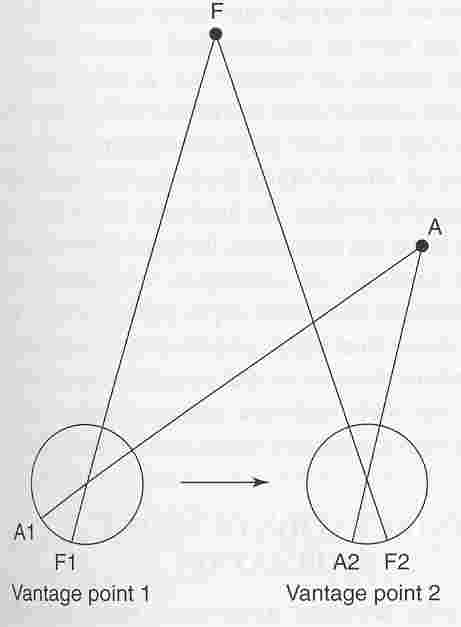 F
A
A1
F1
A2 F2
Vantage point 1
Vantage point 2